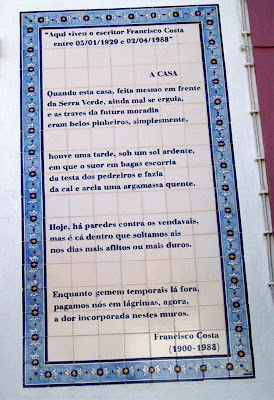 "Aqui viveu o escritor Francisco Costa
entre 05/01/1929 e 02/04/1988"
A CASA
Quando esta casa, feita mesmo em frente
da Serra Verde, ainda mal se erguia,
e as traves da futura moradia
eram belos pinheiros, simplesmente,
houve uma tarde, sob um sol ardente,
em que o suor em bagas escorria
da testa dos pedreiros e fazia
da cal e areia uma argamassa quente.
Hoje, há paredes contra os vendavais,
mas é cá dentro que soltamos ais
nos dias mais aflitos ou mais duros.
Enquanto gemem temporais lá fora,
pagamos nós em lágrimas, agora,
a dor incorporada nestes muros.
Francisco Costa
(1900-1988)